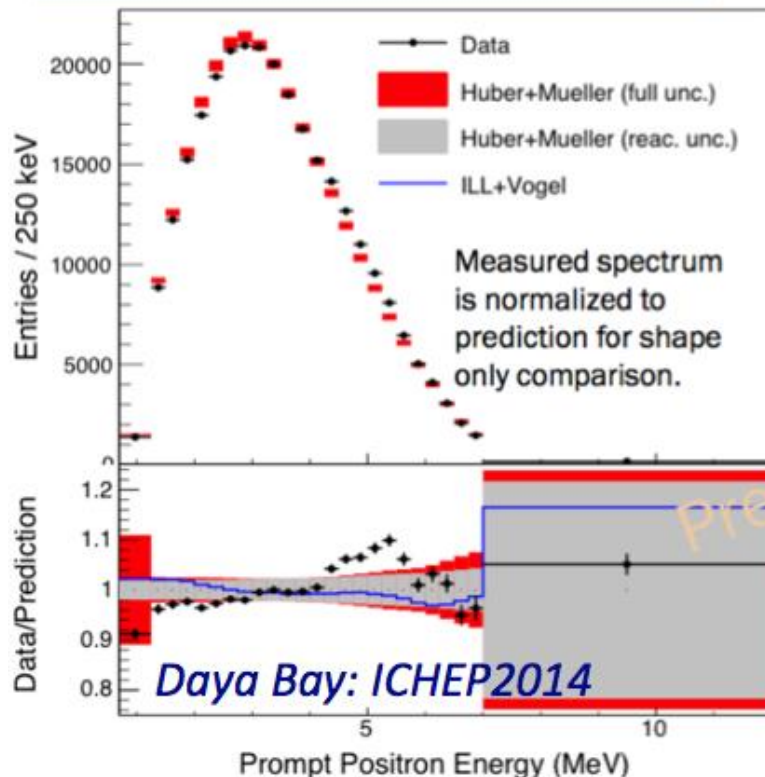 Entries / 250 keV
20000
15000
10000
5000
0
Data
Huber+Mueller (full unc.)
Huber+Mueller (reac. unc.)
ILL+Vogel
Measured spectrum
is normalized to
prediction for shape
only comparison.
Data/Prediction
1.2
1.1
1
0.9
0.8
Pre
Daya Bay: ICHEP2014
5
10
Prompt Positron Energy (MeV)